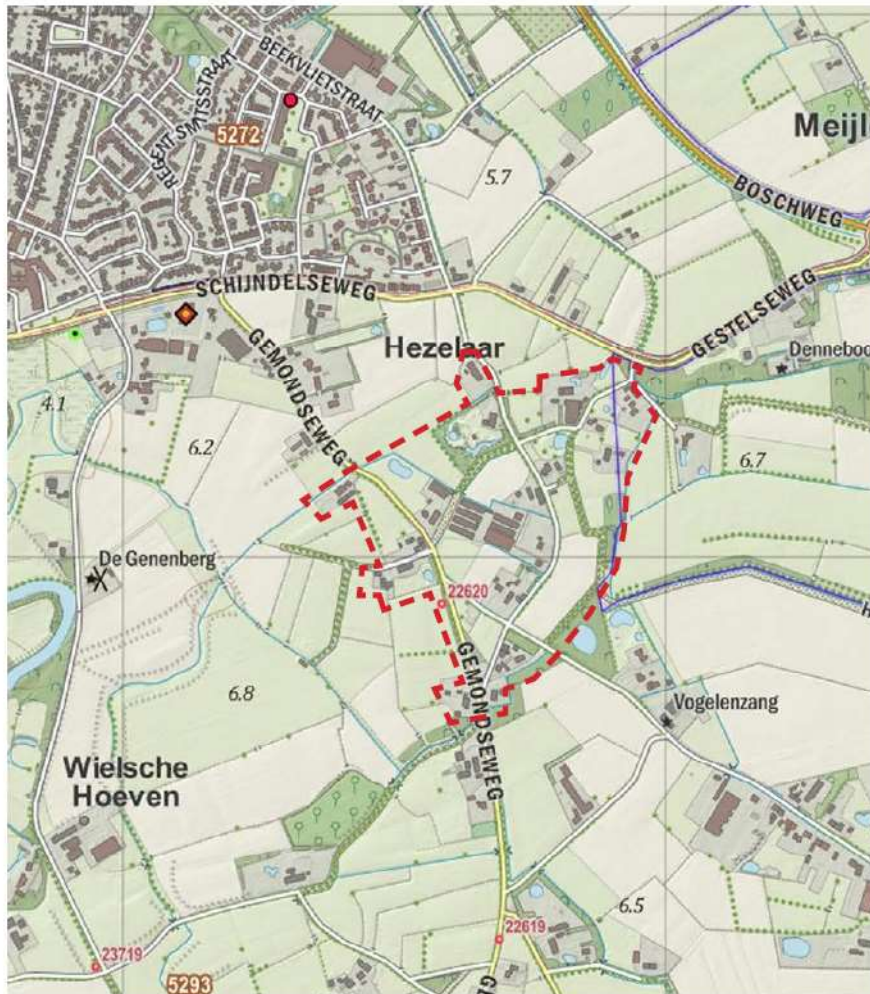 BEEKVLIETSTRAAT
REGENT SMITSSTRAAT
5272
Meijl
5.7
BOSCHWEG
SCHIJNDELSEWEG
GESTELSEWEG
Hezelaar
GEMONDSEWEG
4.1
6.2
6.7
De Genenberg
22620
6.8
GEMONDSEWEG
Vogelenzang
Wielsche
Hoeven
6.5
22619
23719
5293